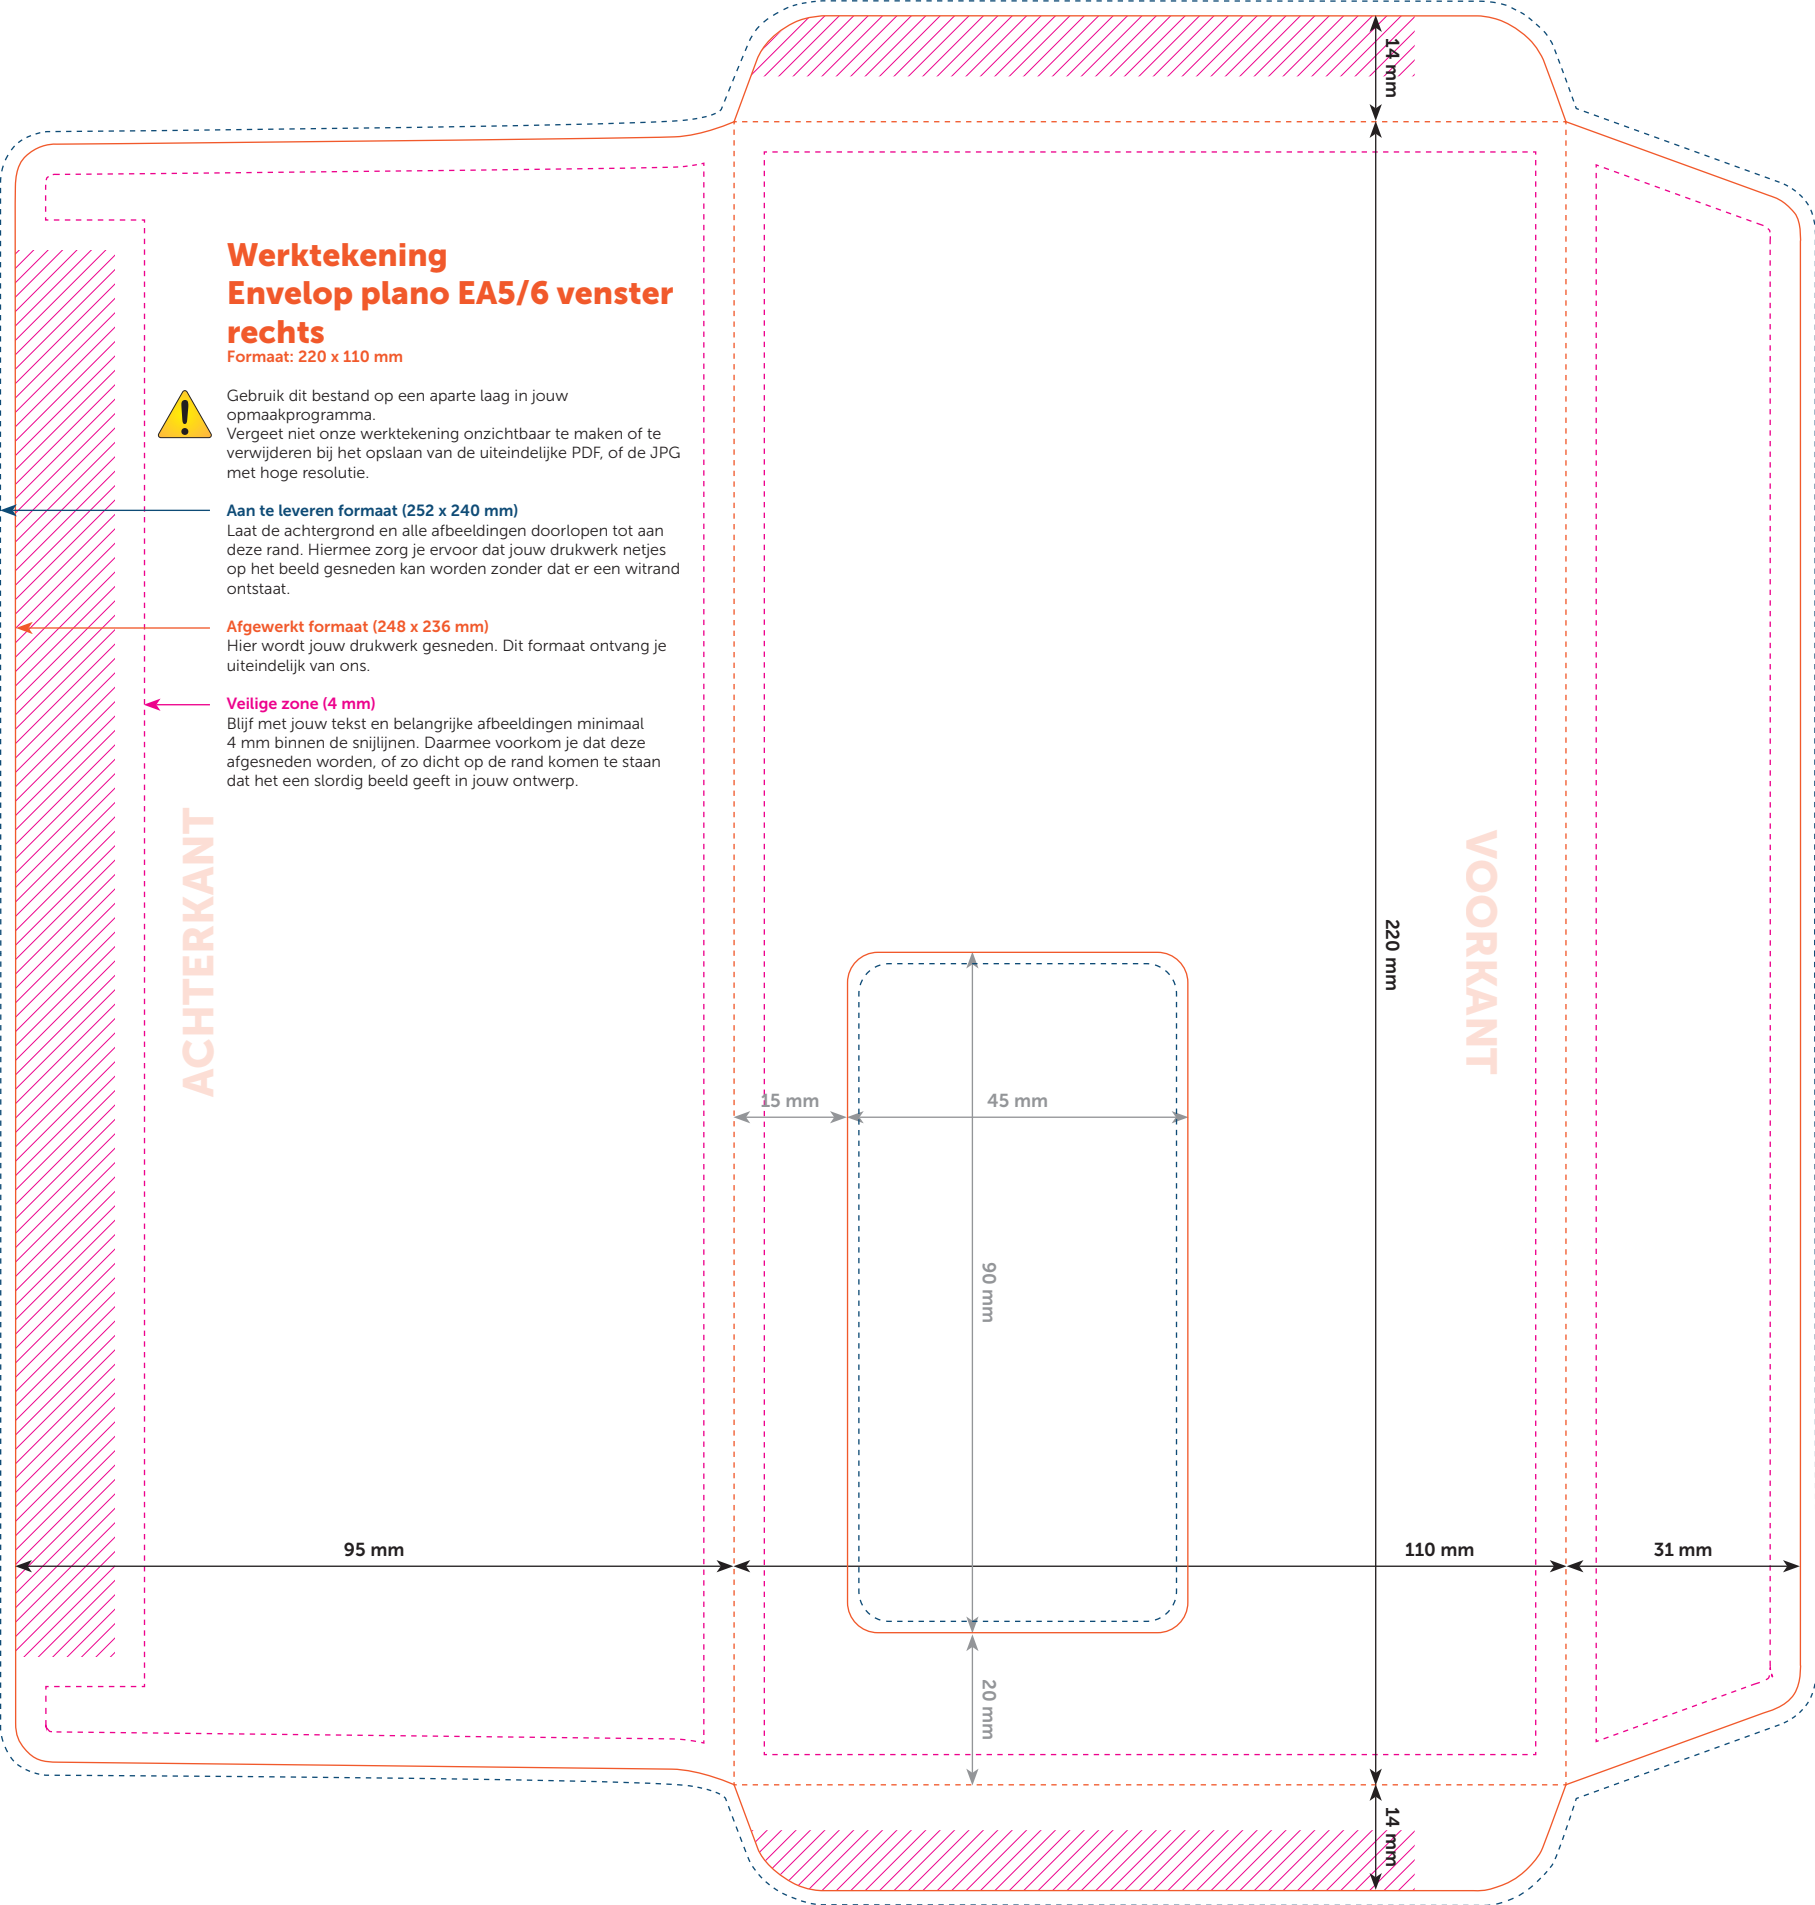 Werktekening
Envelop plano EA5/6 venster
rechts
Formaat: 220 x 110 mm
Gebruik dit bestand op een aparte laag in jouw
opmaakprogramma.
Vergeet niet onze werktekening onzichtbaar te maken of te
verwijderen bij het opslaan van de uiteindelijke PDF, of de JPG
met hoge resolutie.
Aan te leveren formaat (252 x 240 mm)
Laat de achtergrond en alle afbeeldingen doorlopen tot aan
deze rand. Hiermee zorg je ervoor dat jouw drukwerk netjes
op het beeld gesneden kan worden zonder dat er een witrand
ontstaat.
Afgewerkt formaat (248 x 236 mm)
Hier wordt jouw drukwerk gesneden. Dit formaat ontvang je
uiteindelijk van ons.
Veilige zone (4 mm)
Blijf met jouw tekst en belangrijke afbeeldingen minimaal
4 mm binnen de snijlijnen. Daarmee voorkom je dat deze
afgesneden worden, of zo dicht op de rand komen te staan
dat het een slordig beeld geeft in jouw ontwerp.
ACHTERKANT
14 mm
220 mm
VOORKANT
15 mm
45 mm
90 mm
95 mm
110 mm
31 mm
20 mm
14 mm